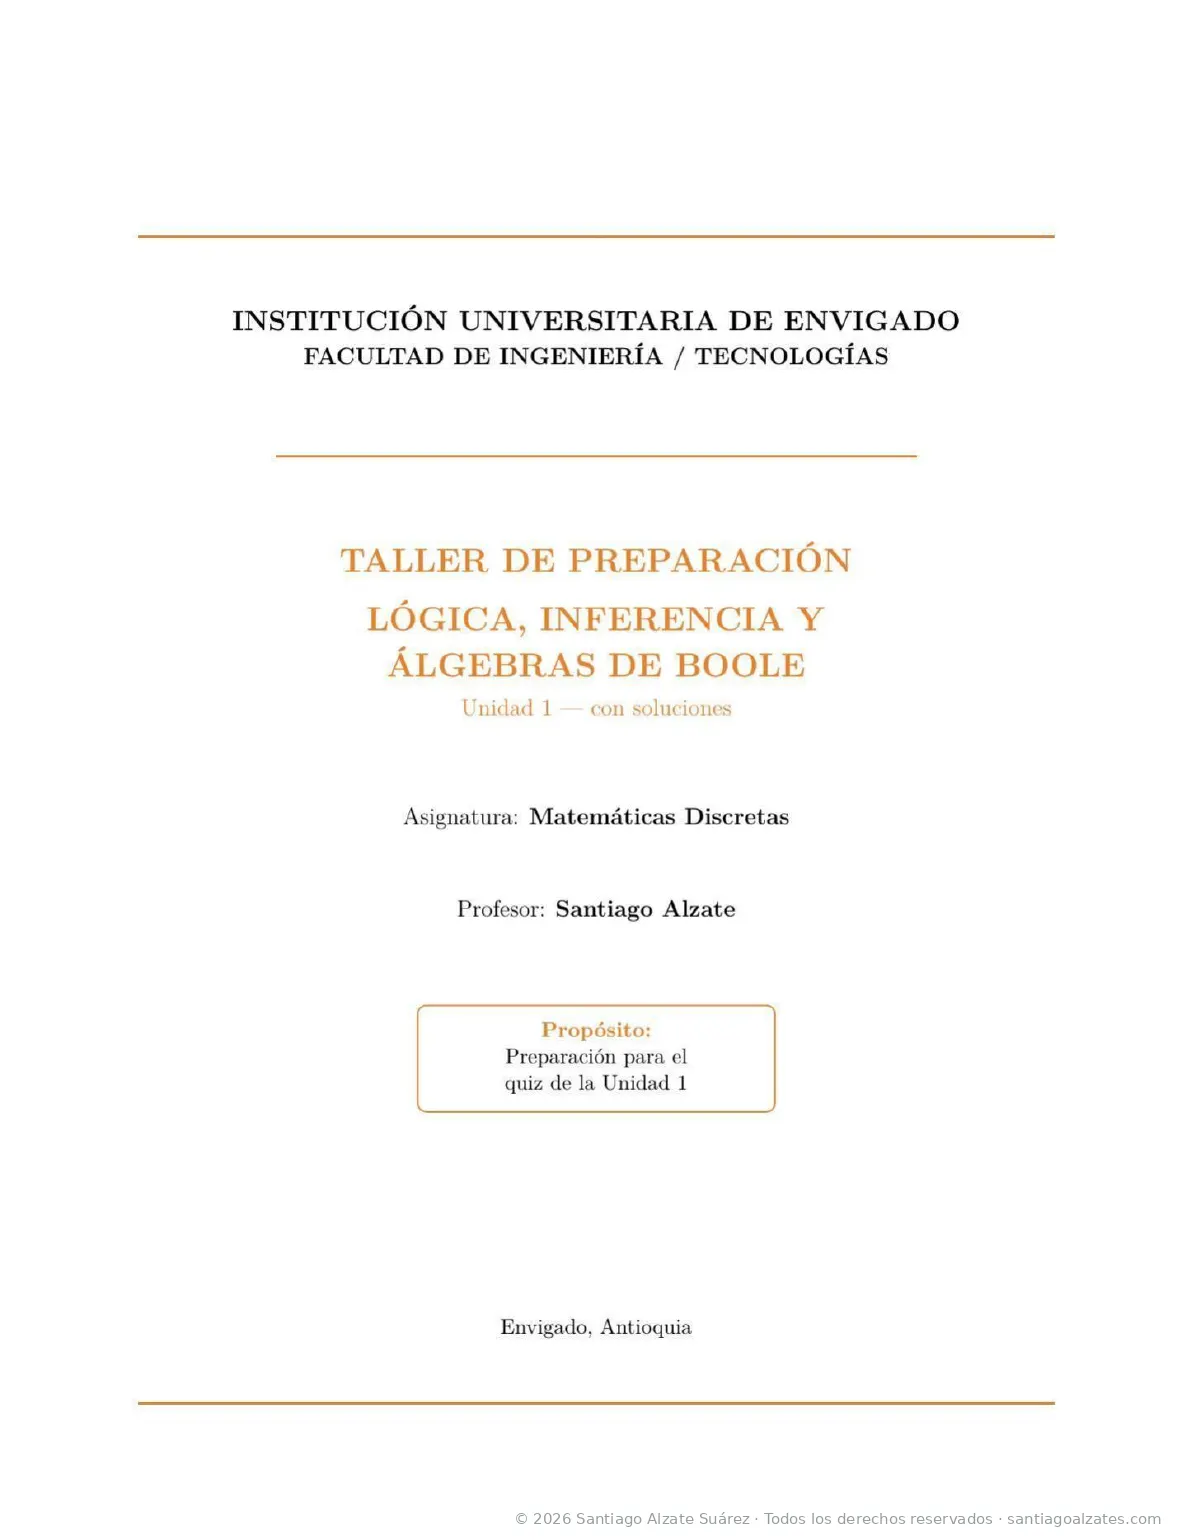 INSTITUCIÓN UNIVERSITARIA DE ENVIGADO
FACULTAD DE INGENIERÍA / TECNOLOGÍAS
TALLER DE PREPARACIÓN
LÓGICA, INFERENCIA Y
ÁLGEBRAS DE BOOLE
Unidad 1 — con soluciones
Asignatura: Matemáticas Discretas
Profesor: Santiago Alzate
Propósito:
Preparación para el
quiz de la Unidad 1
Envigado, Antioquia
© 2026 Santiago Alzate Suárez · Todos los derechos reservados · santiagoalzates.com